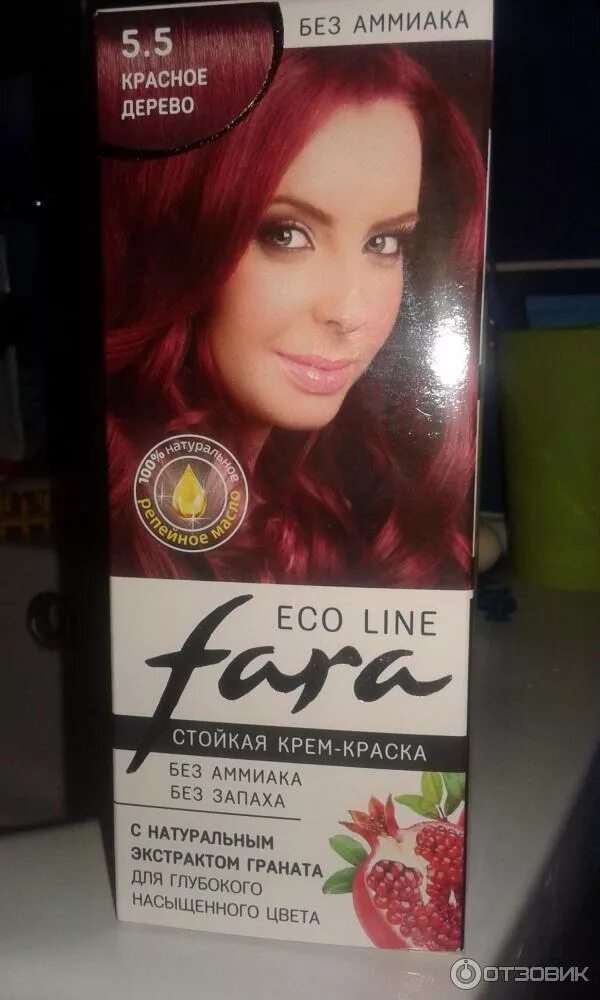 БЕЗ АММИАКА
5.5
КРАСНОЕ
ДЕРЕВО
100% натуральное
репейное масло
ECO LINE
fara
СТОЙКАЯ КРЕМ-КРАСКА
БЕЗ АММИАКА
БЕЗ ЗАПАХА
С НАТУРАЛЬНЫМ
ЭКСТРАКТОМ ГРАНАТА
ДЛЯ ГЛУБОКОГО
НАСЫЩЕННОГО ЦВЕТА
ОТЗОВИК